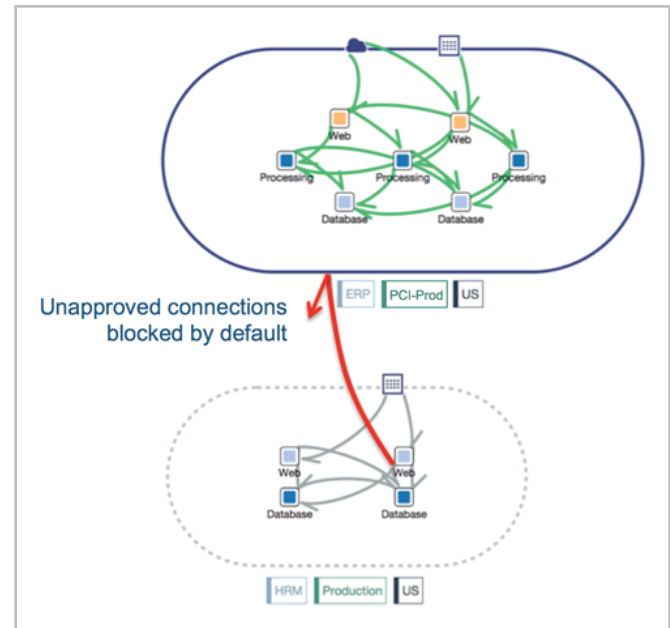 Web
Web
Processing
Processing
Processing
Database
Database
ERP
PCI-Prod
US
Unapproved connections
blocked by default
Web
Web
Database
Database
HRM
Production
US